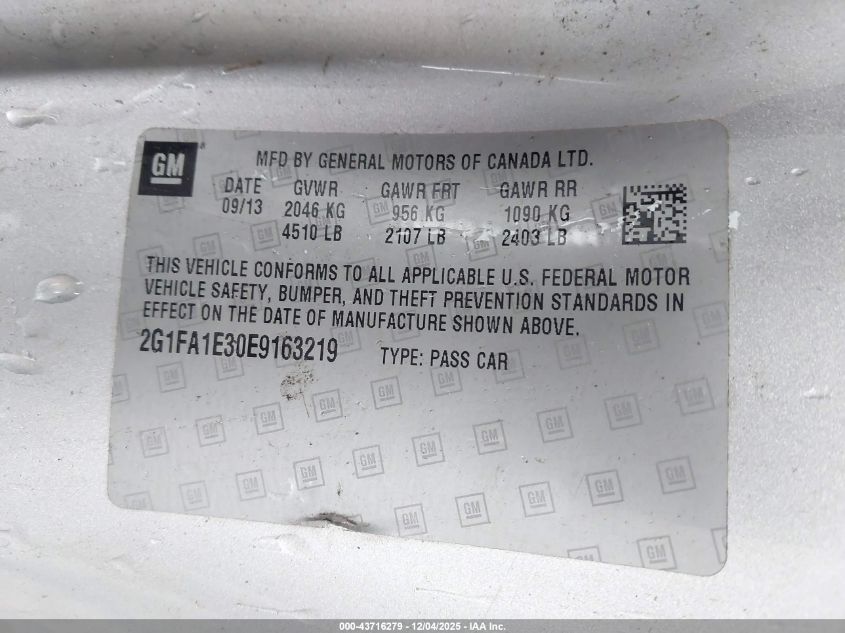 GM
MFD BY GENERAL MOTORS OF CANADA LTD.
DATE GVWR GAWR FRT GAWR RR
09/13 2046 KG 956 KG 1090 KG
4510 LB 2107 LB 2403 LB
THIS VEHICLE CONFORMS TO ALL APPLICABLE U.S. FEDERAL MOTOR
VEHICLE SAFETY, BUMPER, AND THEFT PREVENTION STANDARDS IN
EFFECT ON THE DATE OF MANUFACTURE SHOWN ABOVE.
2G1FA1E30E9163219 TYPE: PASS CAR
000-43716279 - 12/04/2025 - IAA Inc.